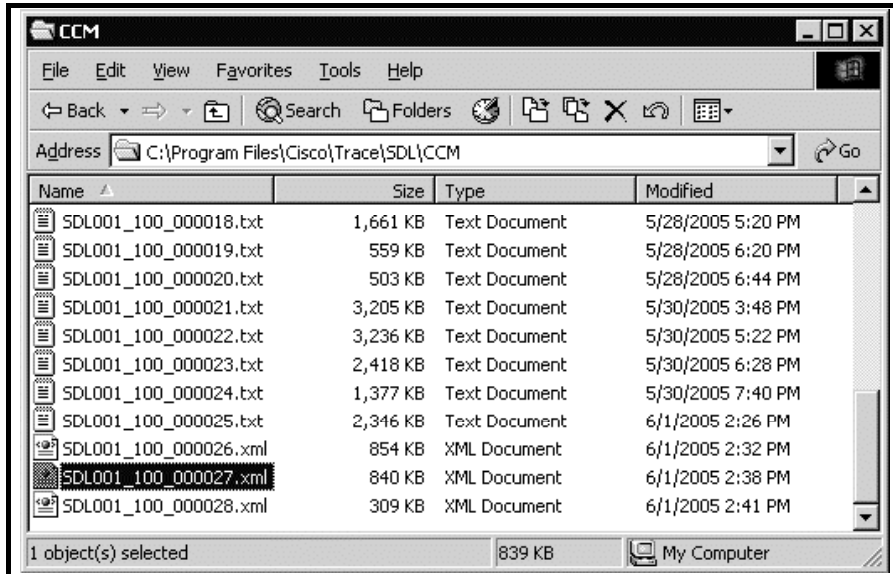 CCM
File Edit View Favorites Tools Help
Back Search Folders
Address C:\Program Files\Cisco\Trace\SDL\CCM Go
Name Size Type Modified
SDL001_100_000018.txt 1,661 KB Text Document 5/28/2005 5:20 PM
SDL001_100_000019.txt 559 KB Text Document 5/28/2005 6:20 PM
SDL001_100_000020.txt 503 KB Text Document 5/28/2005 6:44 PM
SDL001_100_000021.txt 3,205 KB Text Document 5/30/2005 3:48 PM
SDL001_100_000022.txt 3,236 KB Text Document 5/30/2005 5:22 PM
SDL001_100_000023.txt 2,418 KB Text Document 5/30/2005 6:28 PM
SDL001_100_000024.txt 1,377 KB Text Document 5/30/2005 7:40 PM
SDL001_100_000025.txt 2,346 KB Text Document 6/1/2005 2:26 PM
SDL001_100_000026.xml 854 KB XML Document 6/1/2005 2:32 PM
SDL001_100_000027.xml 840 KB XML Document 6/1/2005 2:38 PM
SDL001_100_000028.xml 309 KB XML Document 6/1/2005 2:41 PM
1 object(s) selected 839 KB My Computer